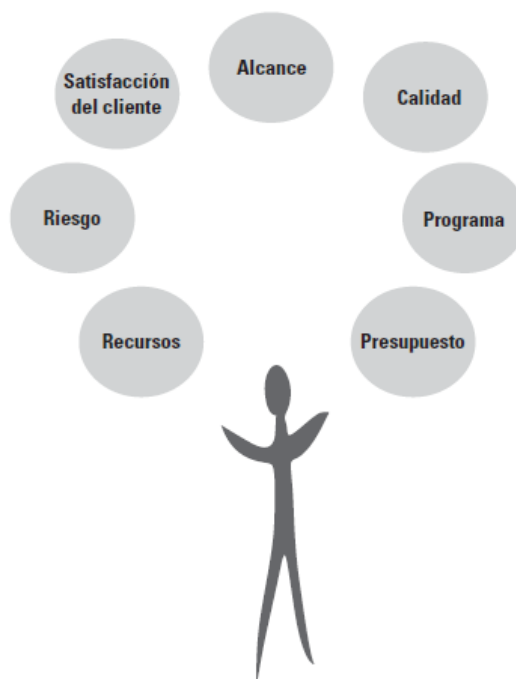 Alcance
Satisfacción
del cliente
Calidad
Riesgo
Programa
Recursos
Presupuesto